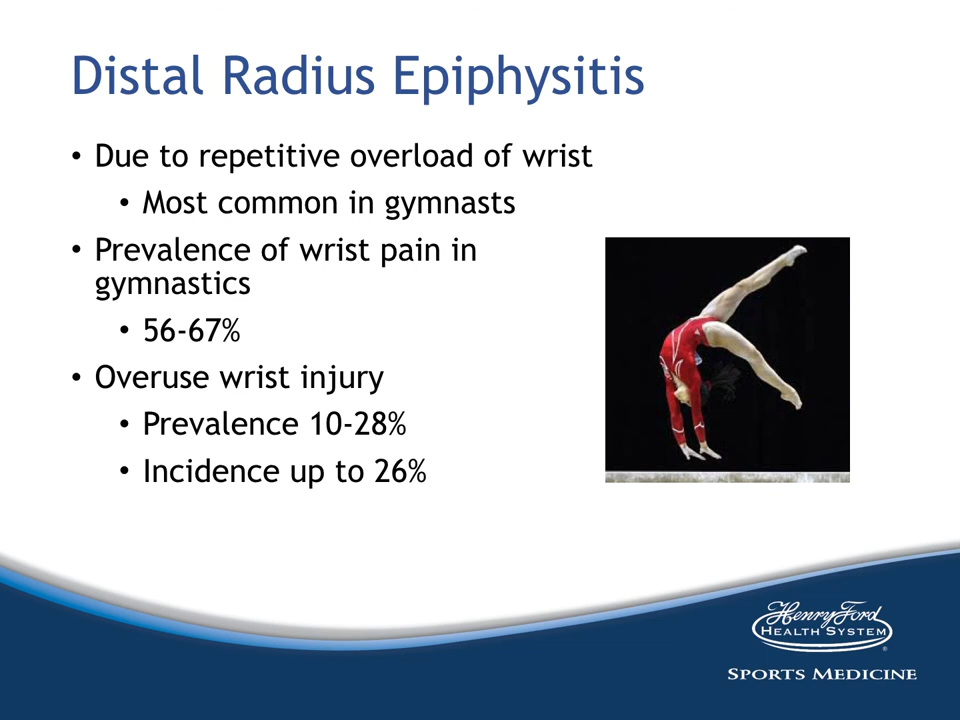 Distal Radius Epiphysitis
• Due to repetitive overload of wrist
• Most common in gymnasts
• Prevalence of wrist pain in
gymnastics
• 56-67%
• Overuse wrist injury
• Prevalence 10-28%
• Incidence up to 26%
Henry Ford
HEALTH SYSTEM
®
SPORTS MEDICINE